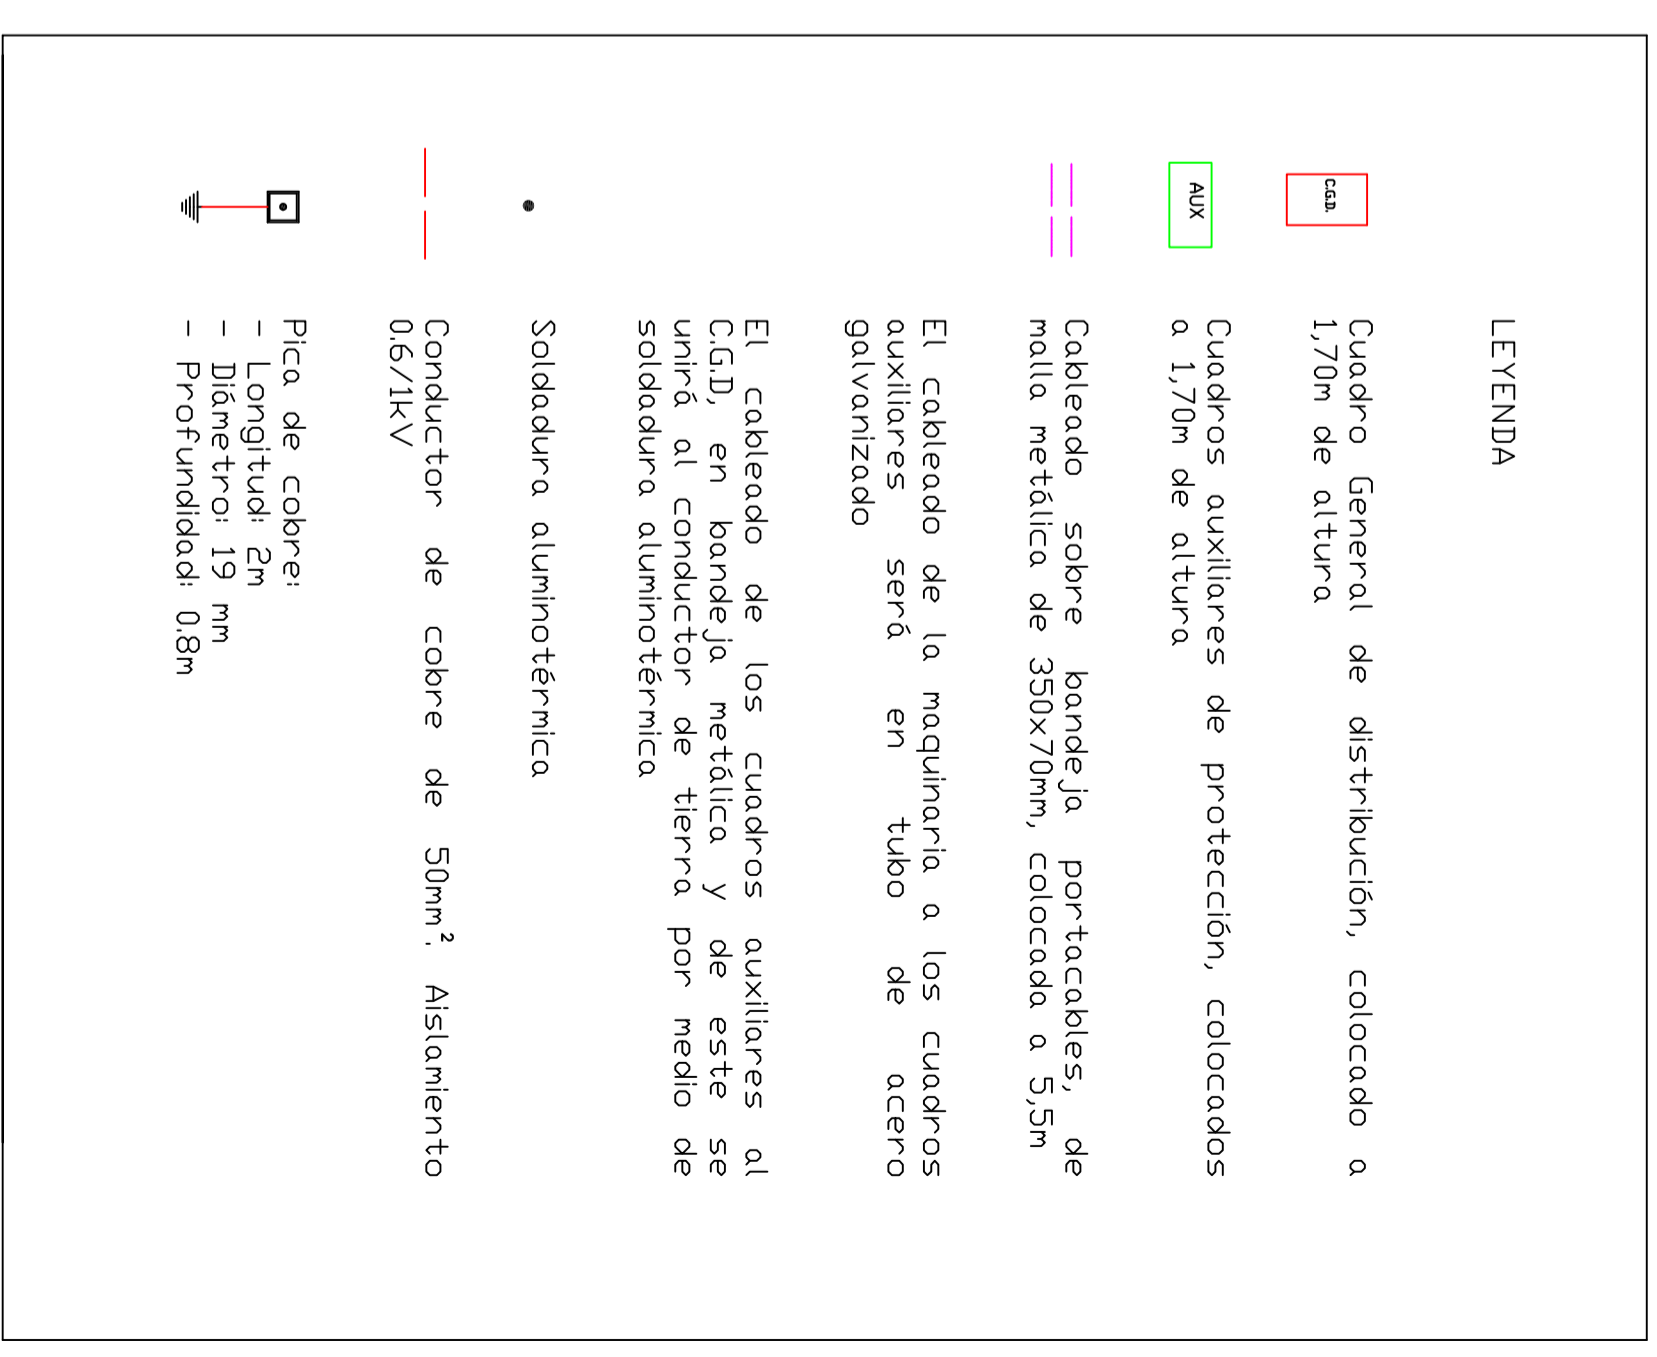 LEYENDA
C.G.D.
Cuadro General de distribución, colocado a
1,70m de altura
AUX
Cuadros auxiliares de protección, colocados
a 1,70m de altura
Cableado sobre bandeja portacables, de
malla metálica de 350x70mm, colocada a 5,5m
El cableado de la maquinaria a los cuadros
auxiliares será en tubo de acero
galvanizado
El cableado de los cuadros auxiliares al
C.G.D, en bandeja metálica y de este se
unirá al conductor de tierra por medio de
soldadura aluminotérmica
Soldadura aluminotérmica
Conductor de cobre de 50mm². Aislamiento
0.6/1kV
Pica de cobre:
- Longitud: 2m
- Diámetro: 19 mm
- Profundidad: 0.8m